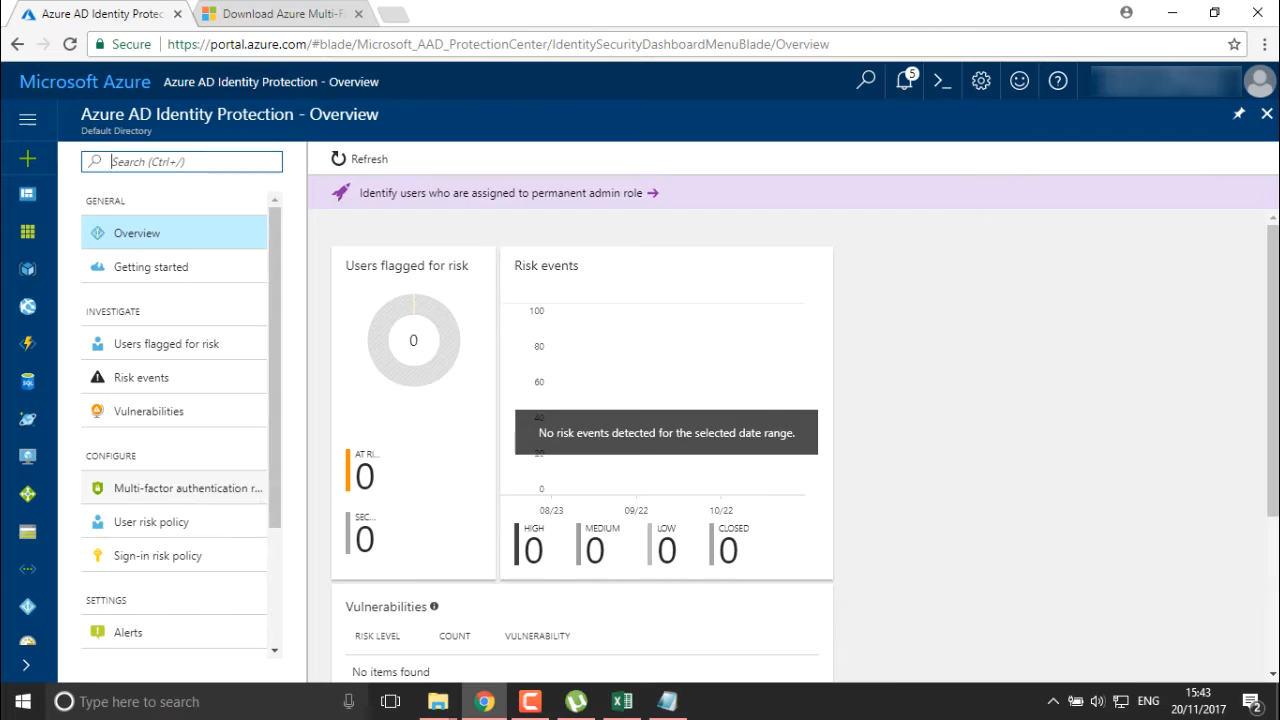 Azure AD Identity Protec
Download Azure Multi-F
Secure
https://portal.azure.com/#blade/Microsoft_AAD_ProtectionCenter/IdentitySecurityDashboardMenuBlade/Overview
Microsoft Azure
Azure AD Identity Protection - Overview
5
Azure AD Identity Protection - Overview
Default Directory
Search (Ctrl+/)
GENERAL
Overview
Getting started
INVESTIGATE
Users flagged for risk
Risk events
Vulnerabilities
CONFIGURE
Multi-factor authentication r...
User risk policy
Sign-in risk policy
SETTINGS
Alerts
Refresh
Identify users who are assigned to permanent admin role
Users flagged for risk
0
AT RI...
0
SEC...
0
Risk events
100
80
60
40
20
0
No risk events detected for the selected date range.
08/23
09/22
10/22
HIGH
0
MEDIUM
0
LOW
0
CLOSED
0
Vulnerabilities
RISK LEVEL
COUNT
VULNERABILITY
No items found
SQL
Type here to search
ENG
15:43
20/11/2017
2